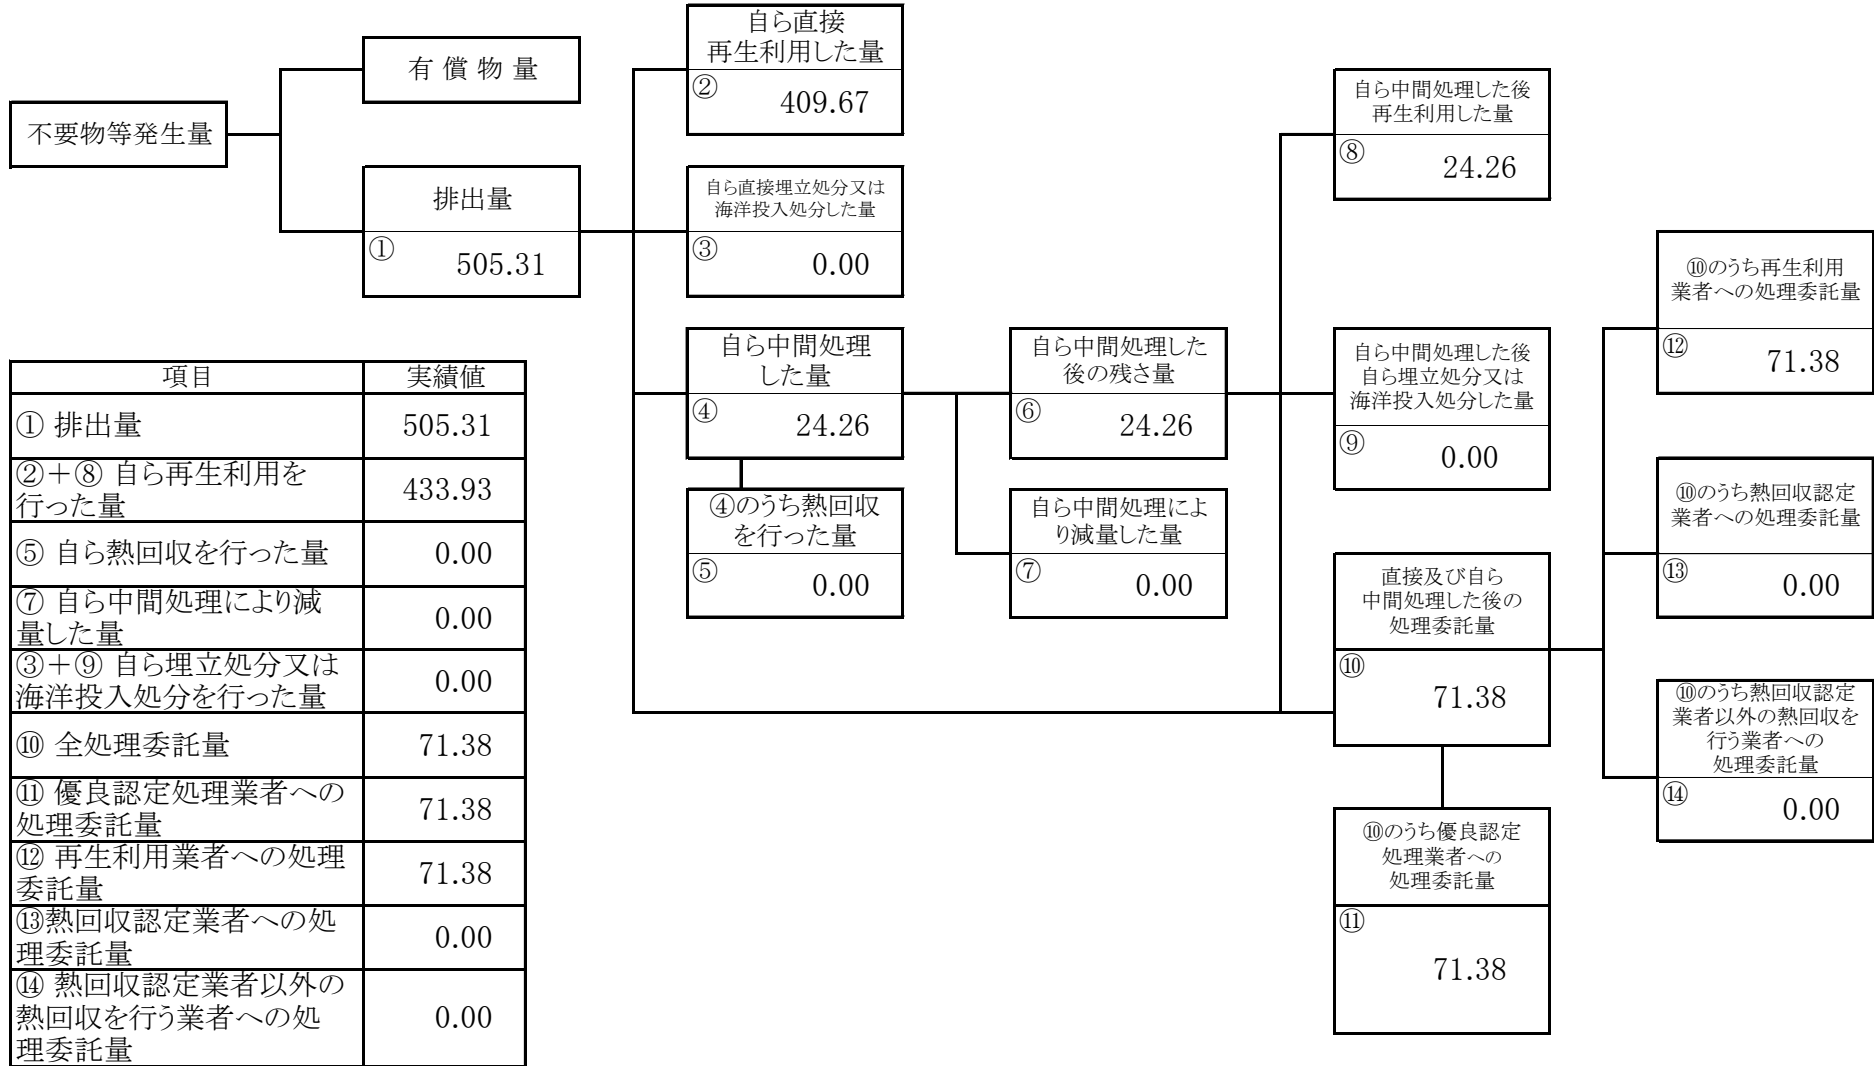 不要物等発生量
有償物量
排出量
①
505.31
自ら直接
再生利用した量
②
409.67
自ら直接埋立処分又は
海洋投入処分した量
③
0.00
自ら中間処理
した量
④
24.26
④のうち熱回収
を行った量
⑤
0.00
自ら中間処理した
後の残さ量
⑥
24.26
自ら中間処理によ
り減量した量
⑦
0.00
自ら中間処理した後
再生利用した量
⑧
24.26
自ら中間処理した後
自ら埋立処分又は
海洋投入処分した量
⑨
0.00
直接及び自ら
中間処理した後の
処理委託量
⑩
71.38
⑩のうち優良認定
処理業者への
処理委託量
⑪
71.38
⑩のうち再生利用
業者への処理委託量
⑫
71.38
⑩のうち熱回収認定
業者への処理委託量
⑬
0.00
⑩のうち熱回収認定
業者以外の熱回収を
行う業者への
処理委託量
⑭
0.00
項目 実績値
① 排出量 505.31
②＋⑧ 自ら再生利用を
行った量 433.93
⑤ 自ら熱回収を行った量 0.00
⑦ 自ら中間処理により減
量した量 0.00
③＋⑨ 自ら埋立処分又は
海洋投入処分を行った量 0.00
⑩ 全処理委託量 71.38
⑪ 優良認定処理業者への
処理委託量 71.38
⑫ 再生利用業者への処理
委託量 71.38
⑬熱回収認定業者への処
理委託量 0.00
⑭ 熱回収認定業者以外の
熱回収を行う業者への処
理委託量 0.00